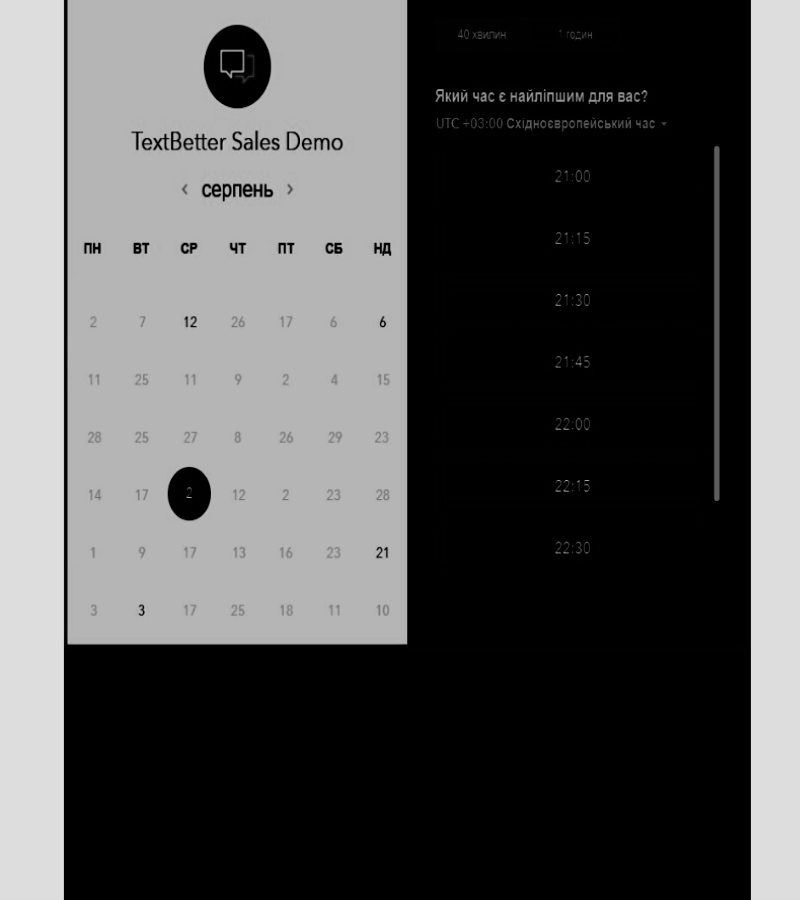 TextBetter Sales Demo
< серпень >
ПН ВТ СР ЧТ ПТ СБ НД
2 7 12 26 17 6 6
11 25 11 9 2 4 15
28 25 27 8 26 29 23
14 17 2 12 2 23 28
1 9 17 13 16 23 21
3 3 17 25 18 11 10
40 хвилин 1 годин
Який час є найліпшим для вас?
UTC +03:00 Східноєвропейський час
21:00
21:15
21:30
21:45
22:00
22:15
22:30